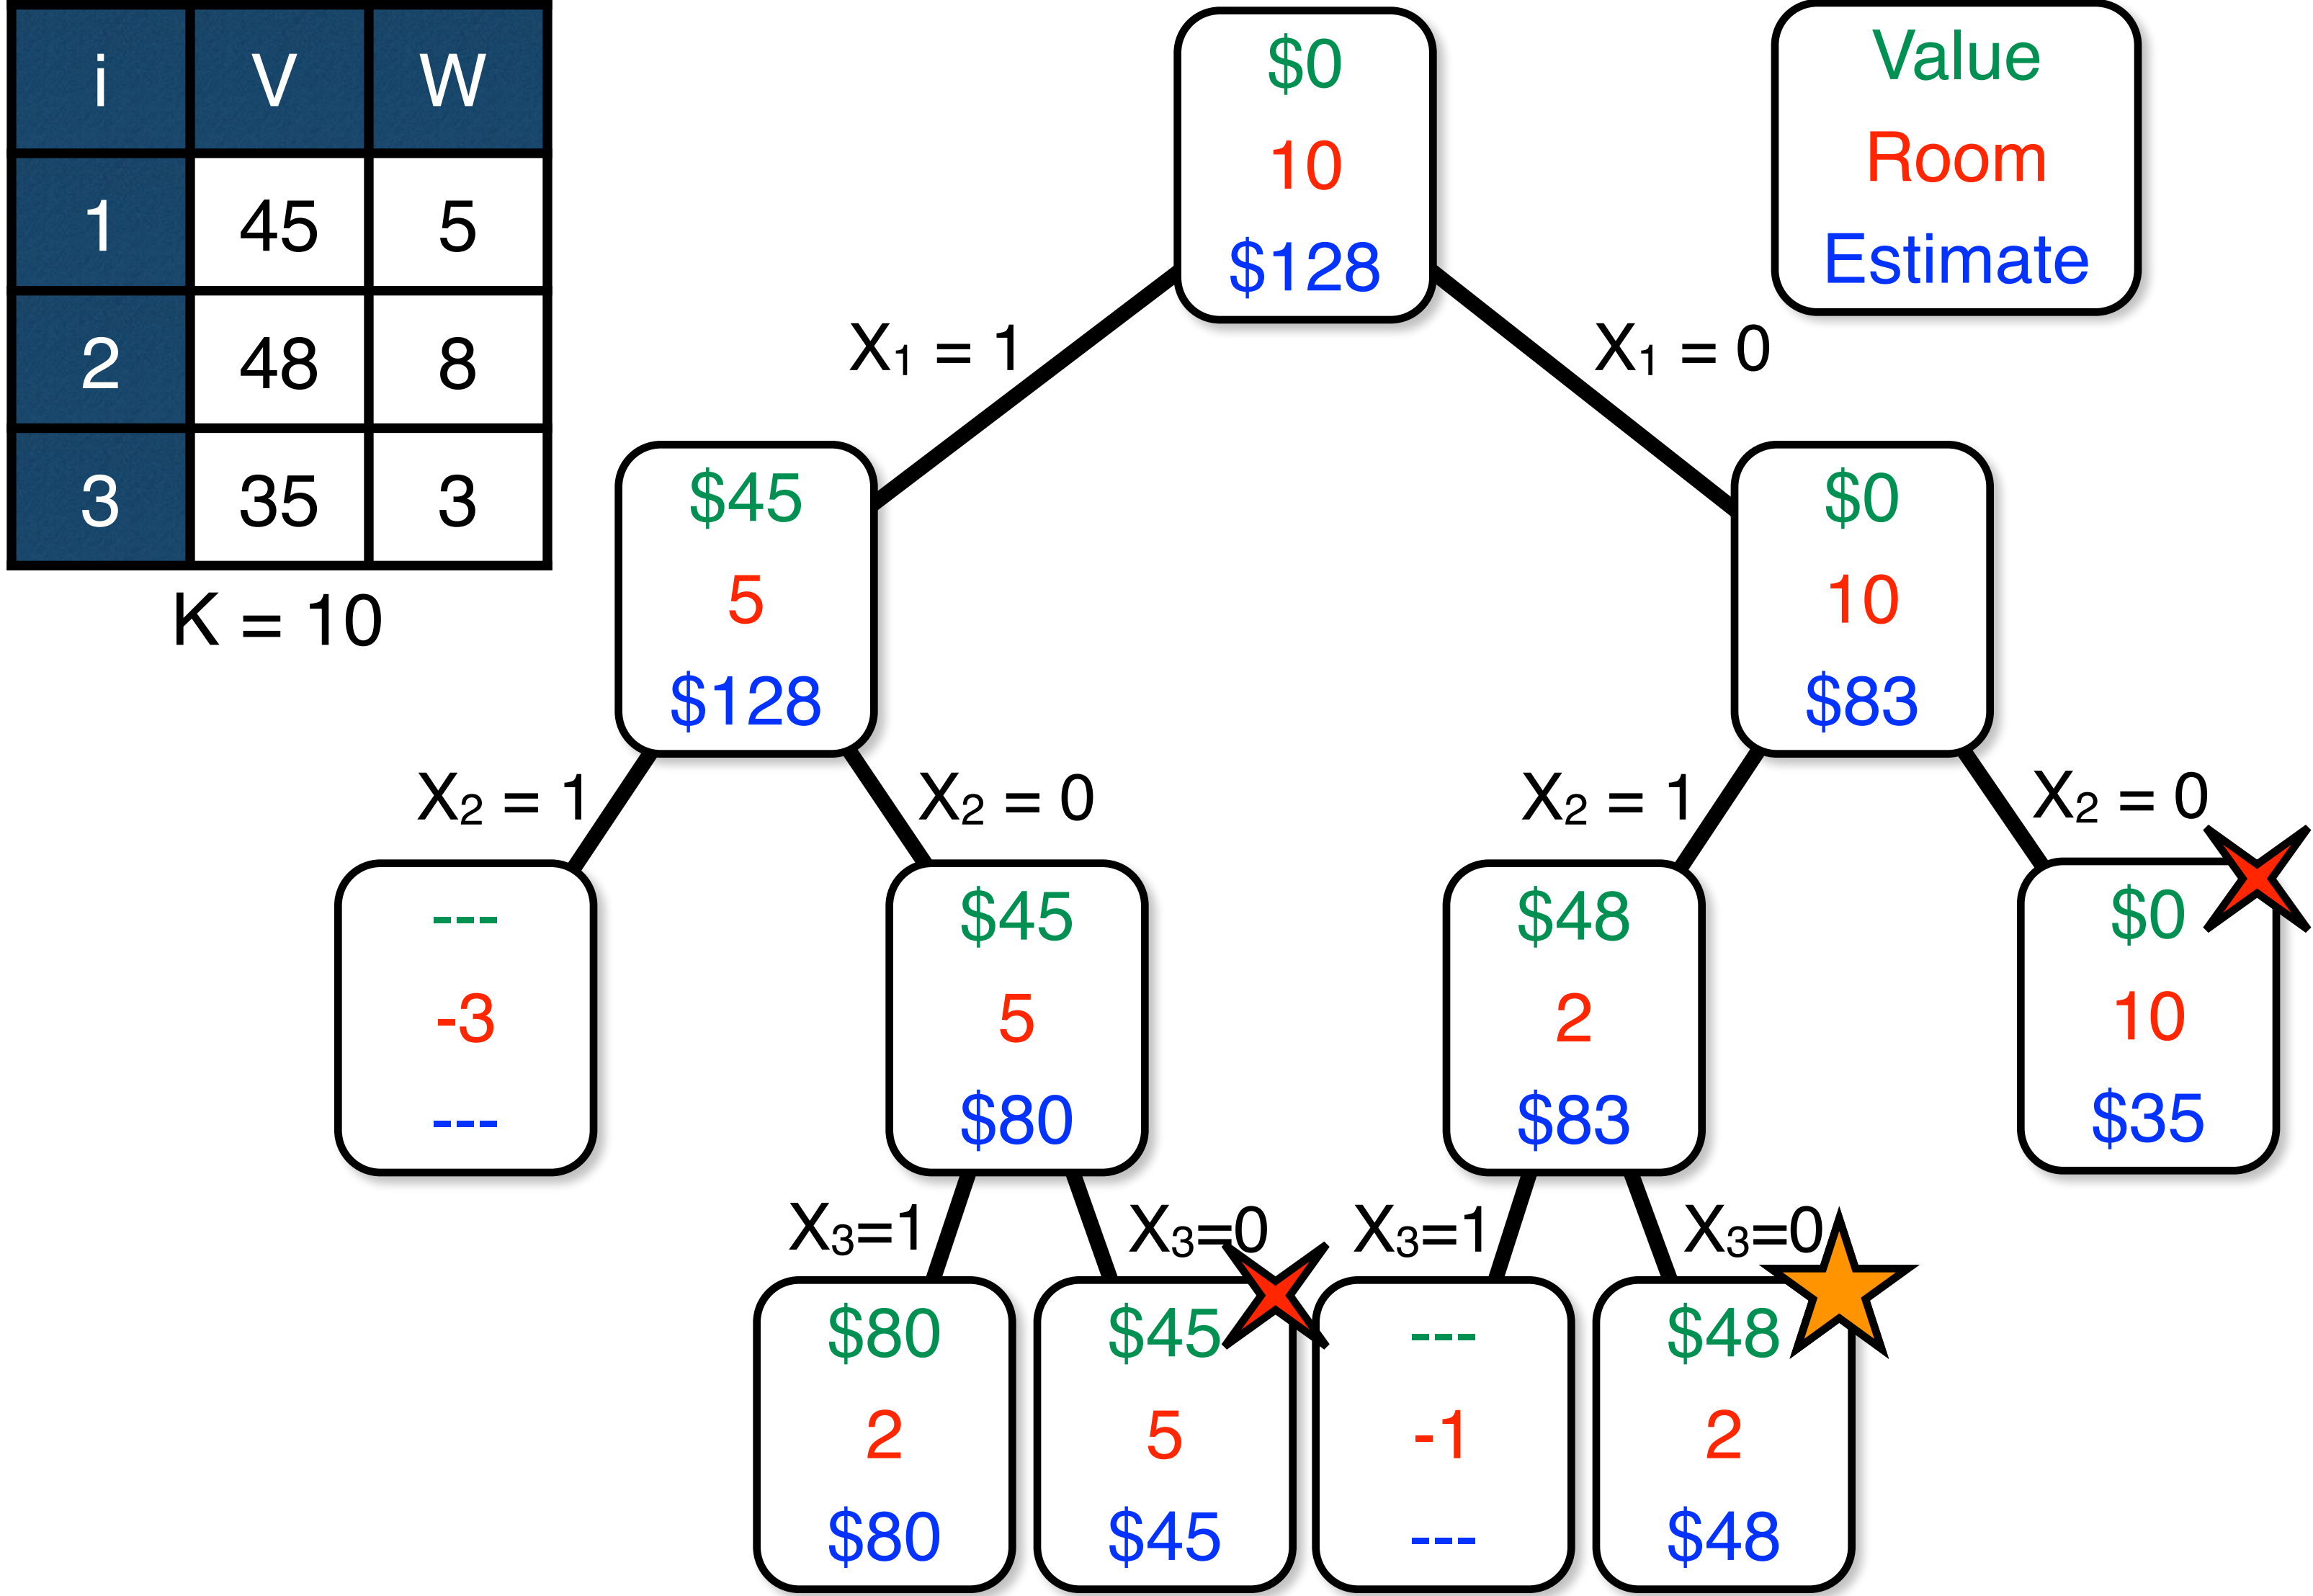 i V W
1 45 5
2 48 8
3 35 3
K = 10
Value
Room
Estimate
$0
10
$128
X₁ = 1
X₁ = 0
$45
5
$128
$0
10
$83
X₂ = 1
X₂ = 0
X₂ = 1
X₂ = 0
---
-3
---
$45
5
$80
$48
2
$83
$0
10
$35
X₃=1
X₃=0
X₃=1
X₃=0
$80
2
$80
$45
5
$45
---
-1
---
$48
2
$48